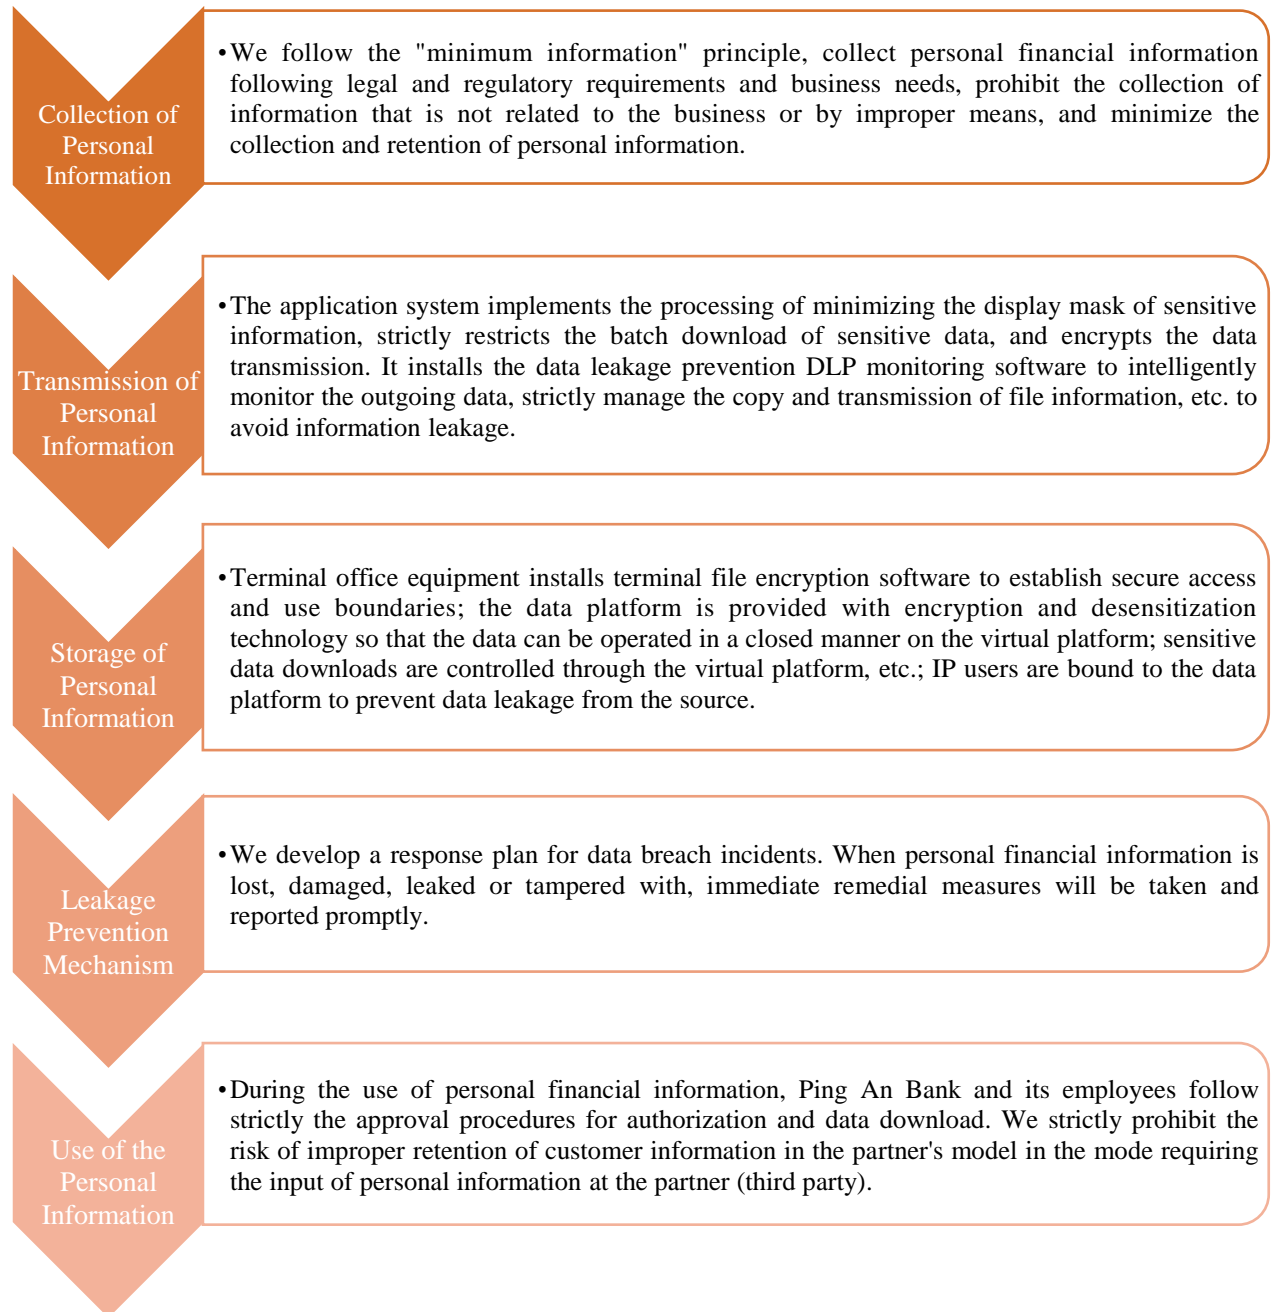 Collection of
Personal
Information
•We follow the "minimum information" principle, collect personal financial information
following legal and regulatory requirements and business needs, prohibit the collection of
information that is not related to the business or by improper means, and minimize the
collection and retention of personal information.
Transmission of
Personal
Information
•The application system implements the processing of minimizing the display mask of sensitive
information, strictly restricts the batch download of sensitive data, and encrypts the data
transmission. It installs the data leakage prevention DLP monitoring software to intelligently
monitor the outgoing data, strictly manage the copy and transmission of file information, etc. to
avoid information leakage.
Storage of
Personal
Information
•Terminal office equipment installs terminal file encryption software to establish secure access
and use boundaries; the data platform is provided with encryption and desensitization
technology so that the data can be operated in a closed manner on the virtual platform; sensitive
data downloads are controlled through the virtual platform, etc.; IP users are bound to the data
platform to prevent data leakage from the source.
Leakage
Prevention
Mechanism
•We develop a response plan for data breach incidents. When personal financial information is
lost, damaged, leaked or tampered with, immediate remedial measures will be taken and
reported promptly.
Use of the
Personal
Information
•During the use of personal financial information, Ping An Bank and its employees follow
strictly the approval procedures for authorization and data download. We strictly prohibit the
risk of improper retention of customer information in the partner's model in the mode requiring
the input of personal information at the partner (third party).